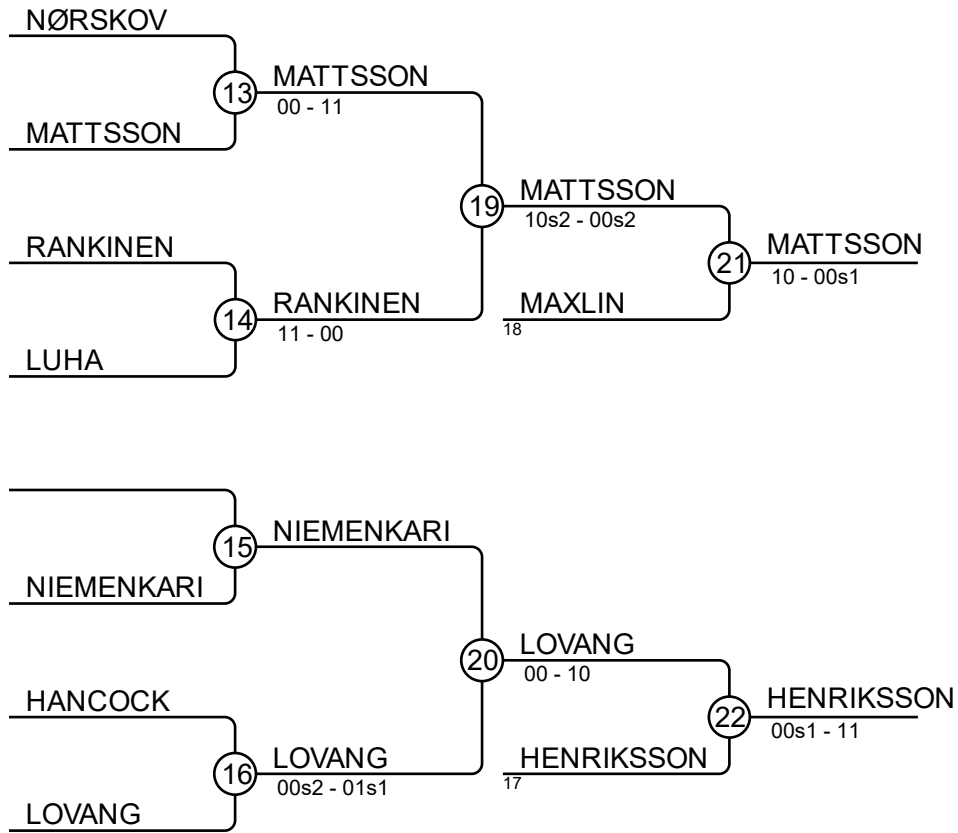 NØRSKOV
13
MATTSSON
00 - 11
MATTSSON
19
MATTSSON
10s2 - 00s2
RANKINEN
14
RANKINEN
11 - 00
LUHA
21
MATTSSON
10 - 00s1
MAXLIN
18
15
NIEMENKARI
NIEMENKARI
20
LOVANG
00 - 10
HANCOCK
16
LOVANG
00s2 - 01s1
LOVANG
22
HENRIKSSON
00s1 - 11
HENRIKSSON
17